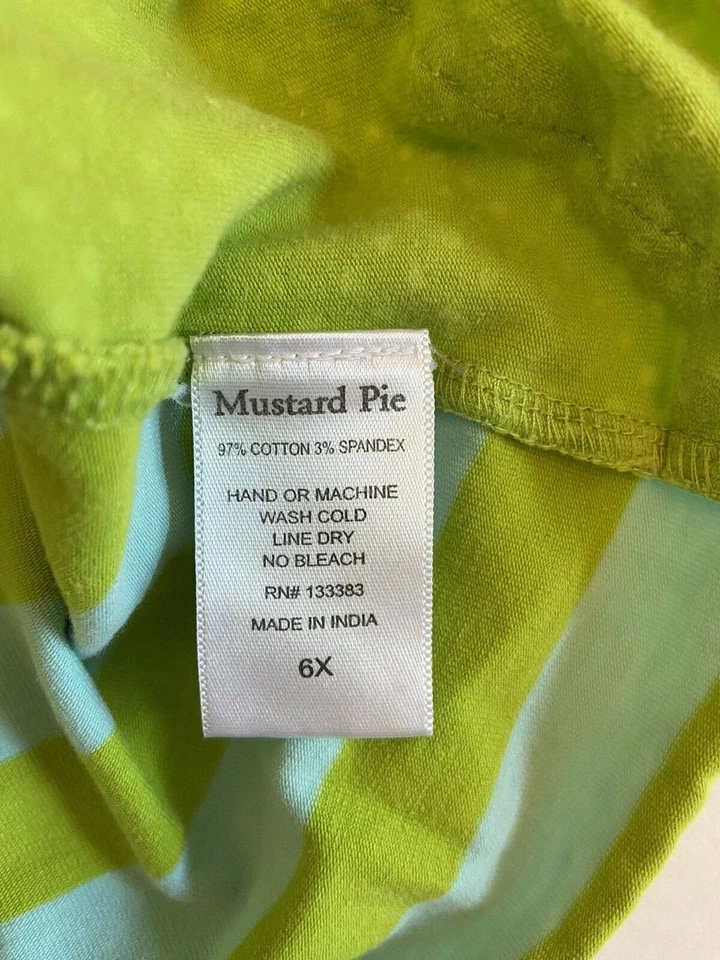 Mustard Pie
97% COTTON 3% SPANDEX
HAND OR MACHINE
WASH COLD
LINE DRY
NO BLEACH
RN# 133383
MADE IN INDIA
6X